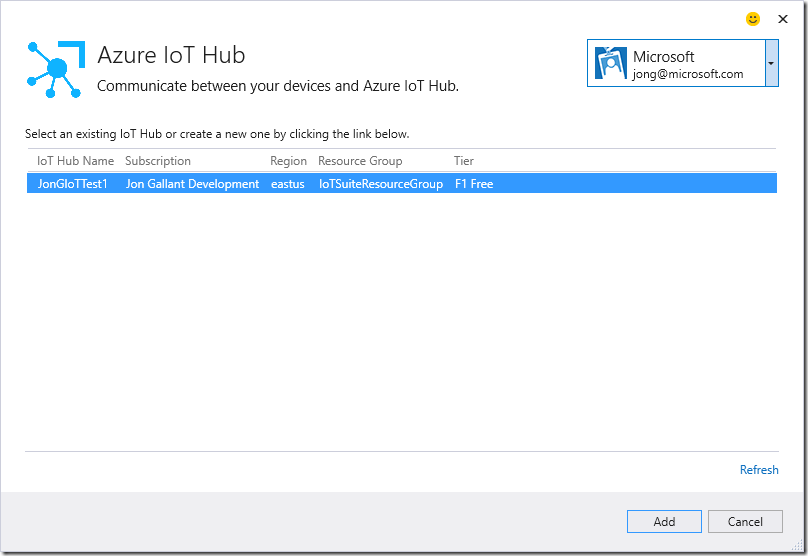 Azure IoT Hub
Communicate between your devices and Azure IoT Hub.
Microsoft
jong@microsoft.com
Select an existing IoT Hub or create a new one by clicking the link below.
IoT Hub Name Subscription Region Resource Group Tier
JonGIoTTest1 Jon Gallant Development eastus IoTSuiteResourceGroup F1 Free
Refresh
Add Cancel